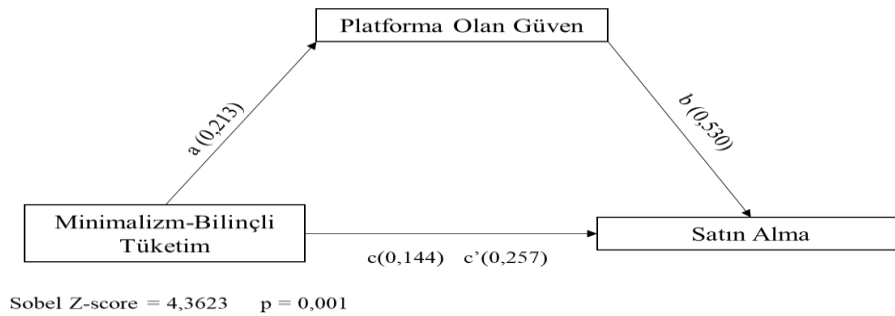 Platforma Olan Güven
a (0,213)
b (0,530)
Minimalizm-Bilinçli
Tüketim
Satın Alma
c(0,144) c’(0,257)
Sobel Z-score = 4,3623 p = 0,001